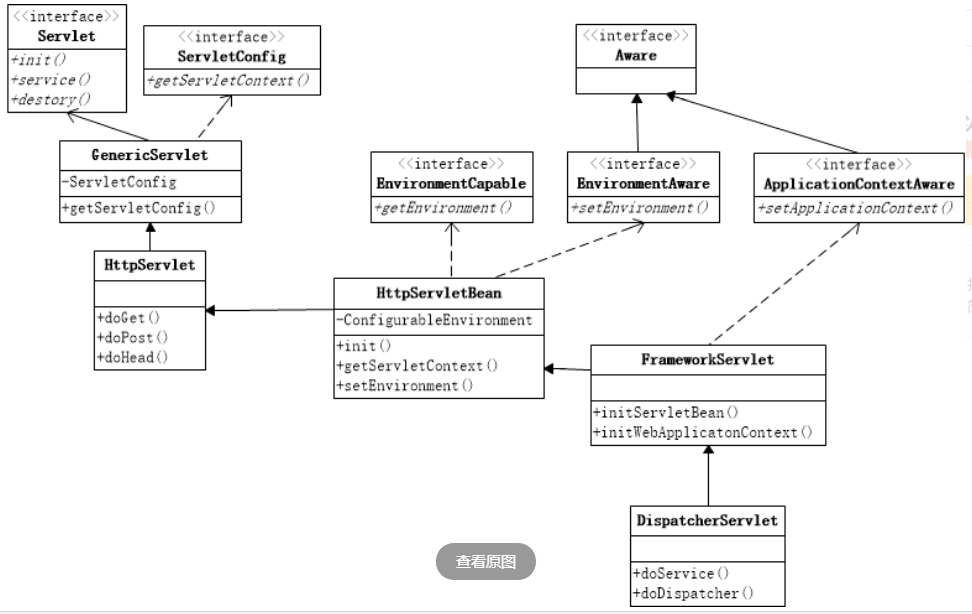 <<interface>>
Servlet
+init()
+service()
+destory()
<<interface>>
ServletConfig
+getServletContext()
<<interface>>
Aware
GenericServlet
-ServletConfig
+getServletConfig()
<<interface>>
EnvironmentCapable
+getEnvironment()
<<interface>>
EnvironmentAware
+setEnvironment()
<<interface>>
ApplicationContextAware
+setApplicationContext()
HttpServlet
+doGet()
+doPost()
+doHead()
HttpServletBean
-ConfigurableEnvironment
+init()
+getServletContext()
+setEnvironment()
FrameworkServlet
+initServletBean()
+initWebApplicatonContext()
DispatcherServlet
+doService()
+doDispatcher()
查看原图